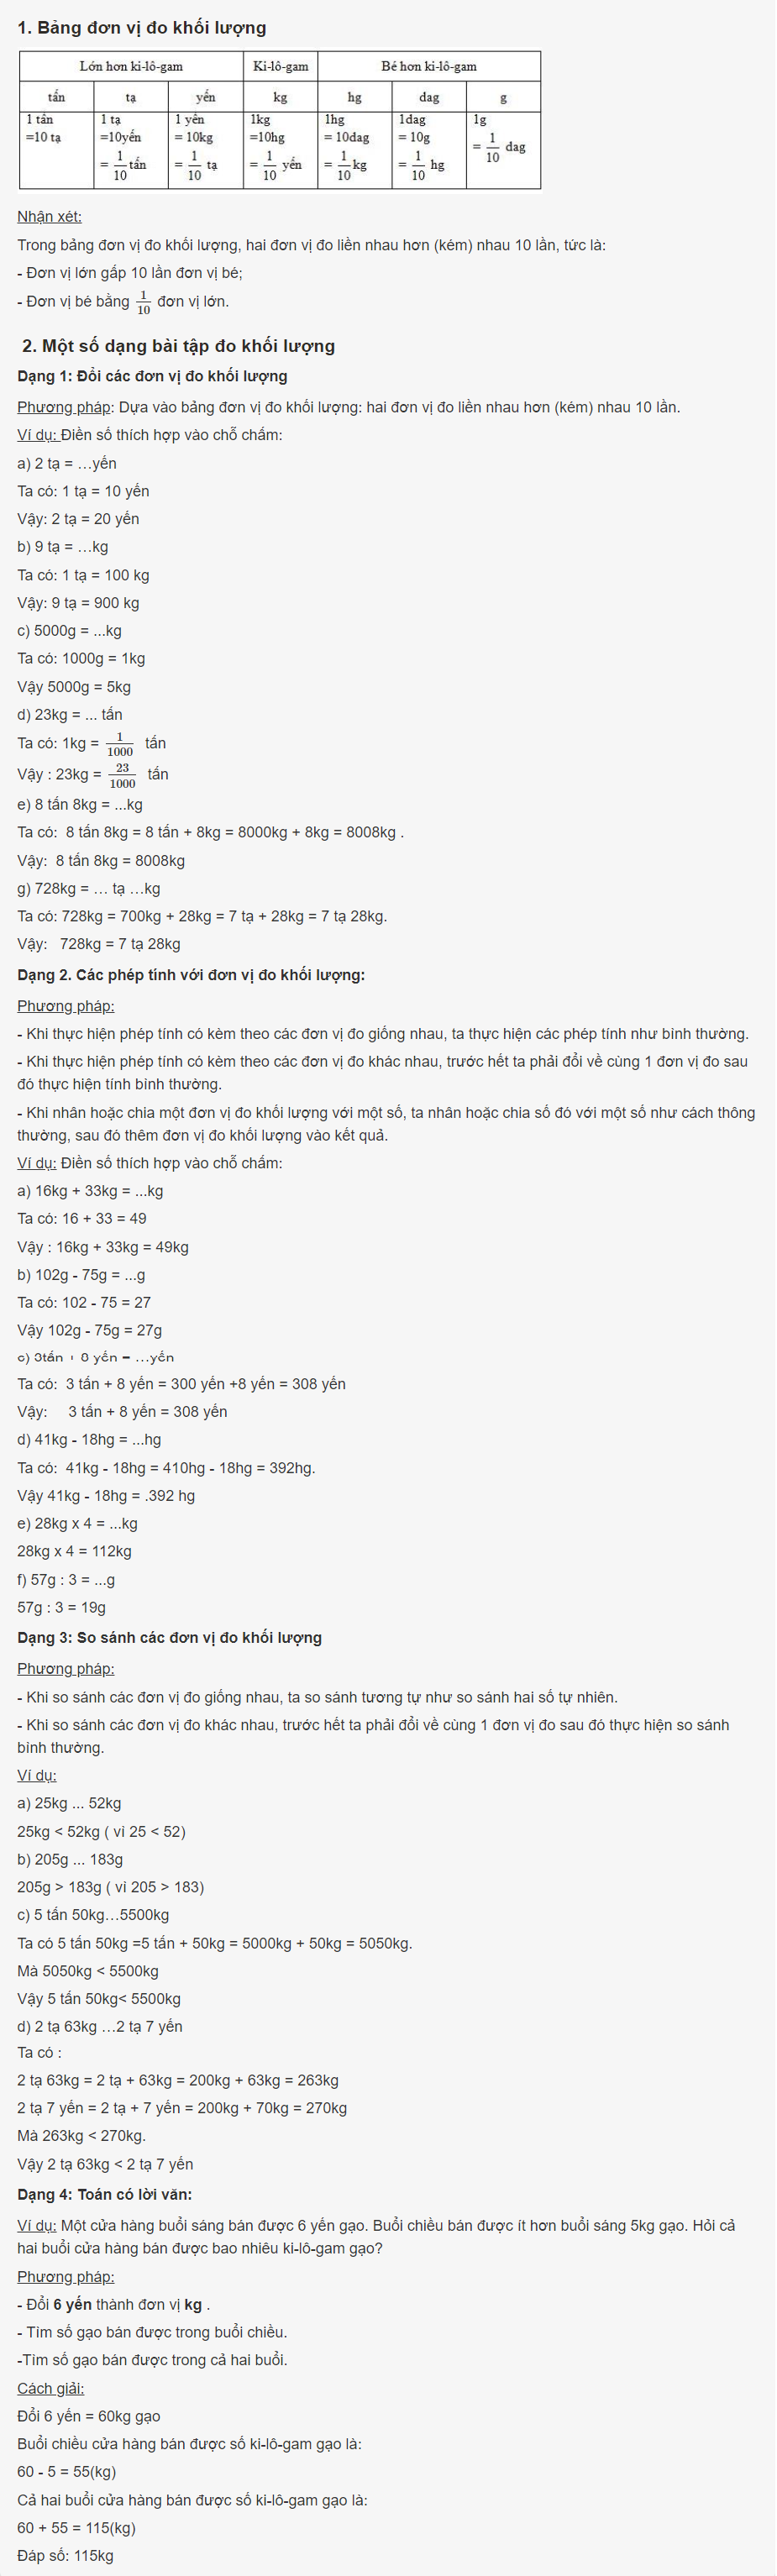 1. Bảng đơn vị đo khối lượng
Lớn hơn ki-lô-gam Ki-lô-gam Bé hơn ki-lô-gam
tấn tạ yến kg hg dag g
1 tấn 1 tạ 1 yến 1kg 1hg 1dag 1g
=10 tạ =10yến = 10kg =10hg = 10dag = 10g = 1/10 dag
= 1/10 tấn = 1/10 tạ = 1/10 yến = 1/10 kg = 1/10 hg
Nhận xét:
Trong bảng đơn vị đo khối lượng, hai đơn vị đo liền nhau hơn (kém) nhau 10 lần, tức là:
- Đơn vị lớn gấp 10 lần đơn vị bé;
- Đơn vị bé bằng 1/10 đơn vị lớn.
2. Một số dạng bài tập đo khối lượng
Dạng 1: Đổi các đơn vị đo khối lượng
Phương pháp: Dựa vào bảng đơn vị đo khối lượng: hai đơn vị đo liền nhau hơn (kém) nhau 10 lần.
Ví dụ: Điền số thích hợp vào chỗ chấm:
a) 2 tạ = …yến
Ta có: 1 tạ = 10 yến
Vậy: 2 tạ = 20 yến
b) 9 tạ = …kg
Ta có: 1 tạ = 100 kg
Vậy: 9 tạ = 900 kg
c) 5000g = ...kg
Ta có: 1000g = 1kg
Vậy 5000g = 5kg
d) 23kg = ... tấn
Ta có: 1kg = 1/1000 tấn
Vậy : 23kg = 23/1000 tấn
e) 8 tấn 8kg = ...kg
Ta có: 8 tấn 8kg = 8 tấn + 8kg = 8000kg + 8kg = 8008kg .
Vậy: 8 tấn 8kg = 8008kg
g) 728kg = … tạ …kg
Ta có: 728kg = 700kg + 28kg = 7 tạ + 28kg = 7 tạ 28kg.
Vậy: 728kg = 7 tạ 28kg
Dạng 2. Các phép tính với đơn vị đo khối lượng:
Phương pháp:
- Khi thực hiện phép tính có kèm theo các đơn vị đo giống nhau, ta thực hiện các phép tính như bình thường.
- Khi thực hiện phép tính có kèm theo các đơn vị đo khác nhau, trước hết ta phải đổi về cùng 1 đơn vị đo sau
đó thực hiện tính bình thường.
- Khi nhân hoặc chia một đơn vị đo khối lượng với một số, ta nhân hoặc chia số đó với một số như cách thông
thường, sau đó thêm đơn vị đo khối lượng vào kết quả.
Ví dụ: Điền số thích hợp vào chỗ chấm:
a) 16kg + 33kg = ...kg
Ta có: 16 + 33 = 49
Vậy : 16kg + 33kg = 49kg
b) 102g - 75g = ...g
Ta có: 102 - 75 = 27
Vậy 102g - 75g = 27g
c) 3tấn + 8 yến = …yến
Ta có: 3 tấn + 8 yến = 300 yến +8 yến = 308 yến
Vậy: 3 tấn + 8 yến = 308 yến
d) 41kg - 18hg = ...hg
Ta có: 41kg - 18hg = 410hg - 18hg = 392hg.
Vậy 41kg - 18hg = .392 hg
e) 28kg x 4 = ...kg
28kg x 4 = 112kg
f) 57g : 3 = ...g
57g : 3 = 19g
Dạng 3: So sánh các đơn vị đo khối lượng
Phương pháp:
- Khi so sánh các đơn vị đo giống nhau, ta so sánh tương tự như so sánh hai số tự nhiên.
- Khi so sánh các đơn vị đo khác nhau, trước hết ta phải đổi về cùng 1 đơn vị đo sau đó thực hiện so sánh
bình thường.
Ví dụ:
a) 25kg ... 52kg
25kg < 52kg ( vì 25 < 52)
b) 205g ... 183g
205g > 183g ( vì 205 > 183)
c) 5 tấn 50kg…5500kg
Ta có 5 tấn 50kg =5 tấn + 50kg = 5000kg + 50kg = 5050kg.
Mà 5050kg < 5500kg
Vậy 5 tấn 50kg< 5500kg
d) 2 tạ 63kg …2 tạ 7 yến
Ta có :
2 tạ 63kg = 2 tạ + 63kg = 200kg + 63kg = 263kg
2 tạ 7 yến = 2 tạ + 7 yến = 200kg + 70kg = 270kg
Mà 263kg < 270kg.
Vậy 2 tạ 63kg < 2 tạ 7 yến
Dạng 4: Toán có lời văn:
Ví dụ: Một cửa hàng buổi sáng bán được 6 yến gạo. Buổi chiều bán được ít hơn buổi sáng 5kg gạo. Hỏi cả
hai buổi cửa hàng bán được bao nhiêu ki-lô-gam gạo?
Phương pháp:
- Đổi 6 yến thành đơn vị kg .
- Tìm số gạo bán được trong buổi chiều.
-Tìm số gạo bán được trong cả hai buổi.
Cách giải:
Đổi 6 yến = 60kg gạo
Buổi chiều cửa hàng bán được số ki-lô-gam gạo là:
60 - 5 = 55(kg)
Cả hai buổi cửa hàng bán được số ki-lô-gam gạo là:
60 + 55 = 115(kg)
Đáp số: 115kg